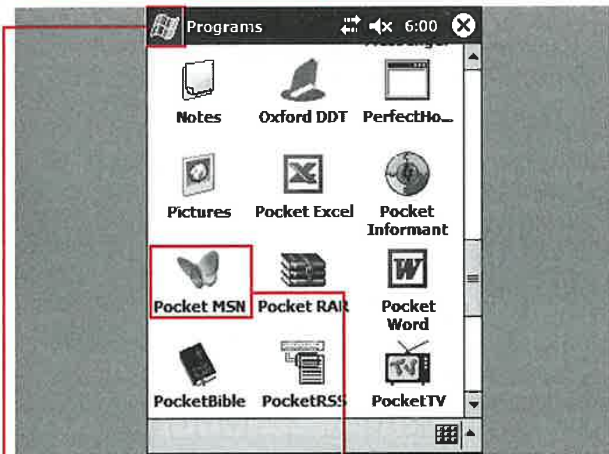 Programs 6:00
Notes Oxford DDT PerfectHo...
Pictures Pocket Excel Pocket
Informant
Pocket MSN Pocket RAR Pocket
Word
PocketBible PocketRSS PocketTV